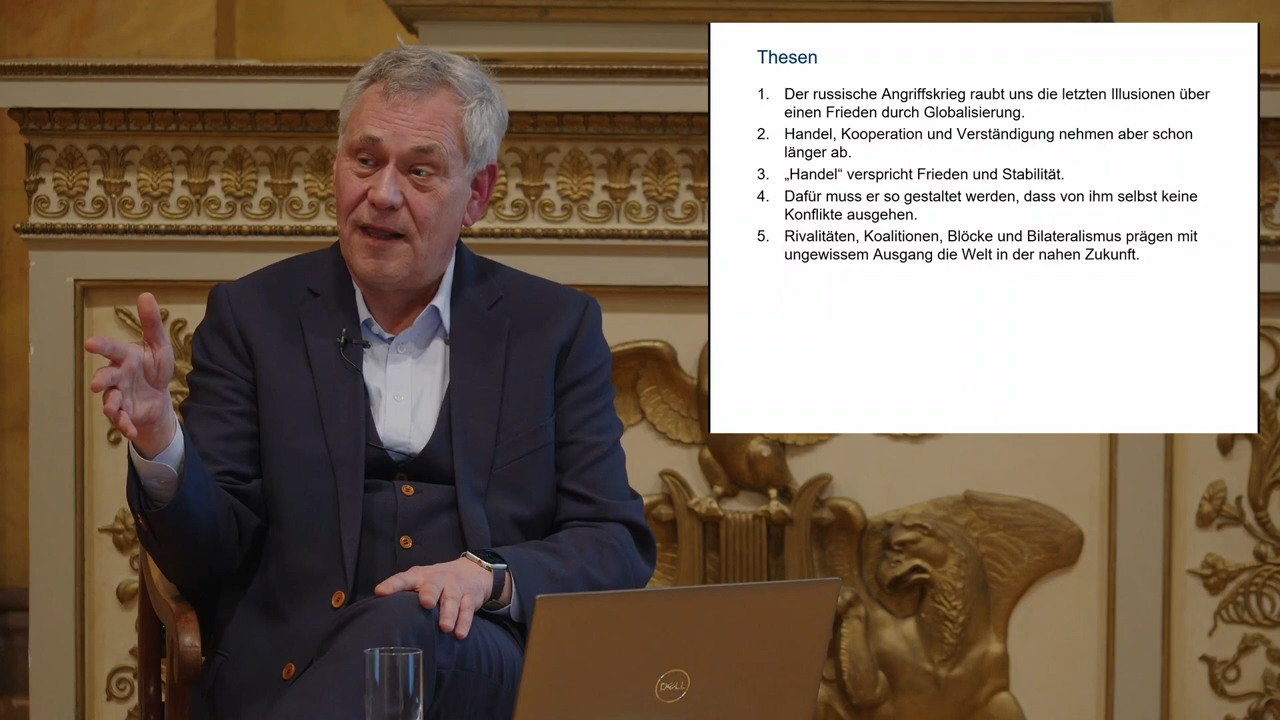 Thesen
1. Der russische Angriffskrieg raubt uns die letzten Illusionen über
einen Frieden durch Globalisierung.
2. Handel, Kooperation und Verständigung nehmen aber schon
länger ab.
3. „Handel“ verspricht Frieden und Stabilität.
4. Dafür muss er so gestaltet werden, dass von ihm selbst keine
Konflikte ausgehen.
5. Rivalitäten, Koalitionen, Blöcke und Bilateralismus prägen mit
ungewissem Ausgang die Welt in der nahen Zukunft.
DELL